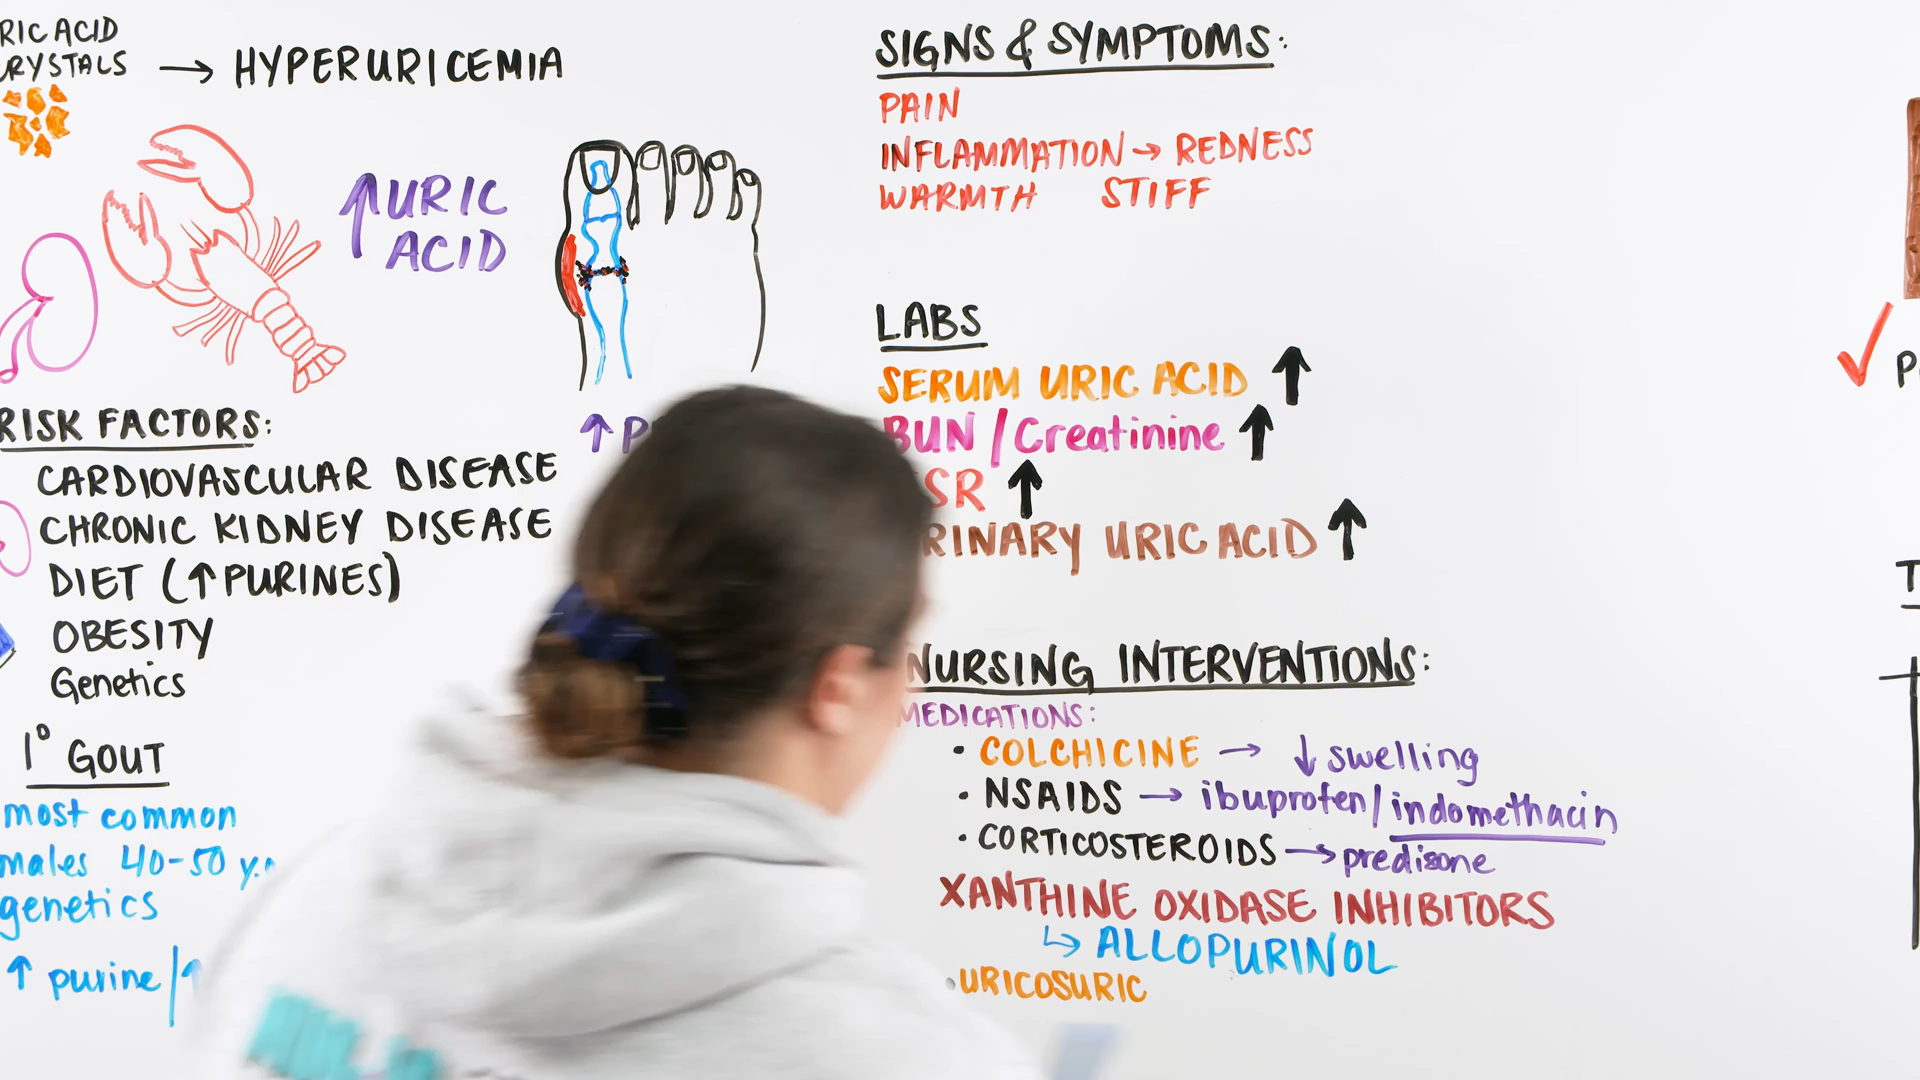 RIC ACID
RYSTALS → HYPERURICEMIA
↑URIC
ACID
RISK FACTORS:
CARDIOVASCULAR DISEASE
CHRONIC KIDNEY DISEASE
DIET (↑PURINES)
OBESITY
Genetics
1° GOUT
most common
males 40-50 y.o
genetics
↑ purine/↑
↑ P
SIGNS & SYMPTOMS:
PAIN
INFLAMMATION → REDNESS
WARMTH STIFF
LABS
SERUM URIC ACID ↑
BUN/Creatinine ↑
SR ↑
RINARY URIC ACID ↑
NURSING INTERVENTIONS:
MEDICATIONS:
• COLCHICINE → ↓ swelling
• NSAIDS → ibuprofen/indomethacin
• CORTICOSTEROIDS → predisone
XANTHINE OXIDASE INHIBITORS
↳ ALLOPURINOL
• URICOSURIC
✓ P
T